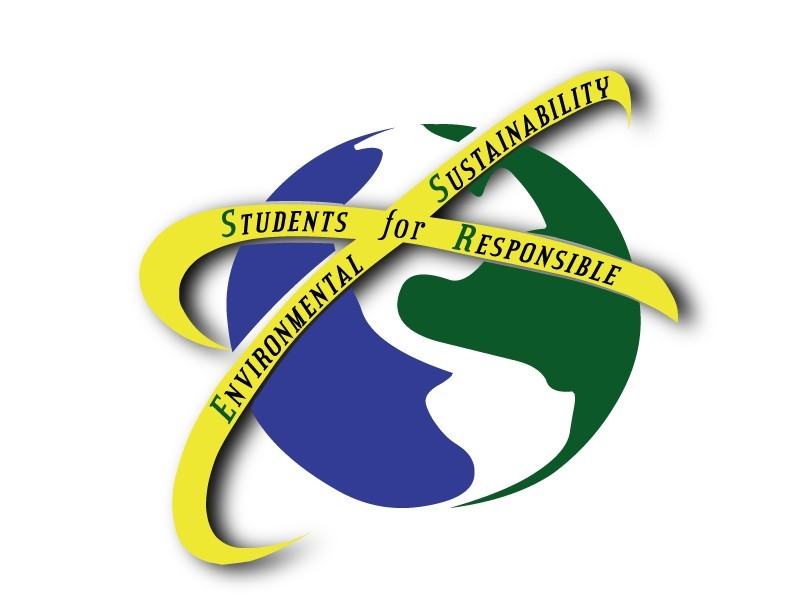 STUDENTS for RESPONSIBLE
ENVIRONMENTAL SUSTAINABILITY